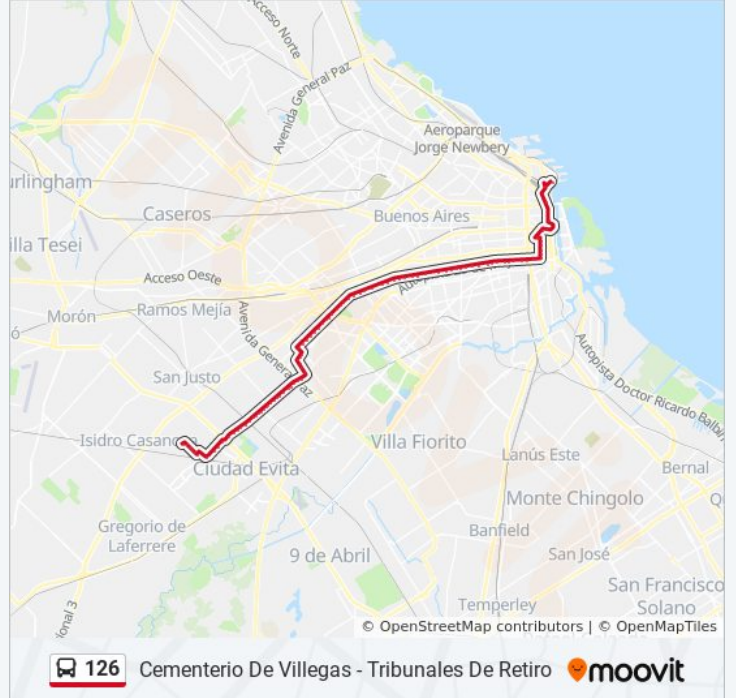 Acceso Norte
Avenida General Paz
Aeroparque
Jorge Newbery
urlingham
Caseros
Buenos Aires
illa Tesei
Acceso Oeste
Morón
Ramos Mejía
ó
Avenida General Paz
San Justo
Autopista Doctor Ricardo Balbín
Isidro Casanova
Ciudad Evita
Villa Fiorito
Lanús Este
Bernal
Monte Chingolo
Q
Gregorio de
Laferrere
Banfield
9 de Abril
San José
San Francisco
Solano
Temperley
ional 3
© OpenStreetMap contributors | © OpenMapTiles
126 Cementerio De Villegas - Tribunales De Retiro moovit